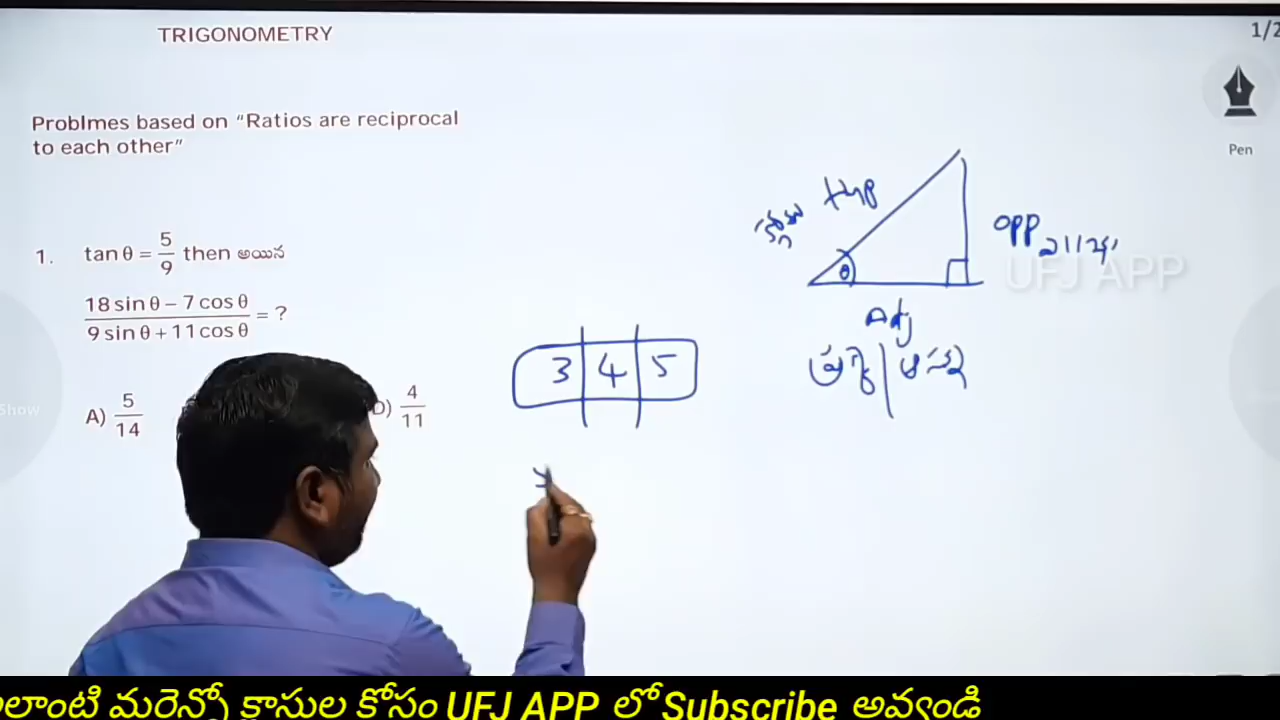 TRIGONOMETRY
1/2
Pen
Problmes based on “Ratios are reciprocal
to each other”
1. tan θ = 5/9 then అయిన
(18 sin θ – 7 cos θ)/(9 sin θ + 11 cos θ) = ?
A) 5/14
D) 4/11
Show
Hyp
Opp
θ
Adj
3 | 4 | 5
UFJ APP
లాంటి మరెన్నో క్లాసుల కోసం UFJ APP లో Subscribe అవ్వండి